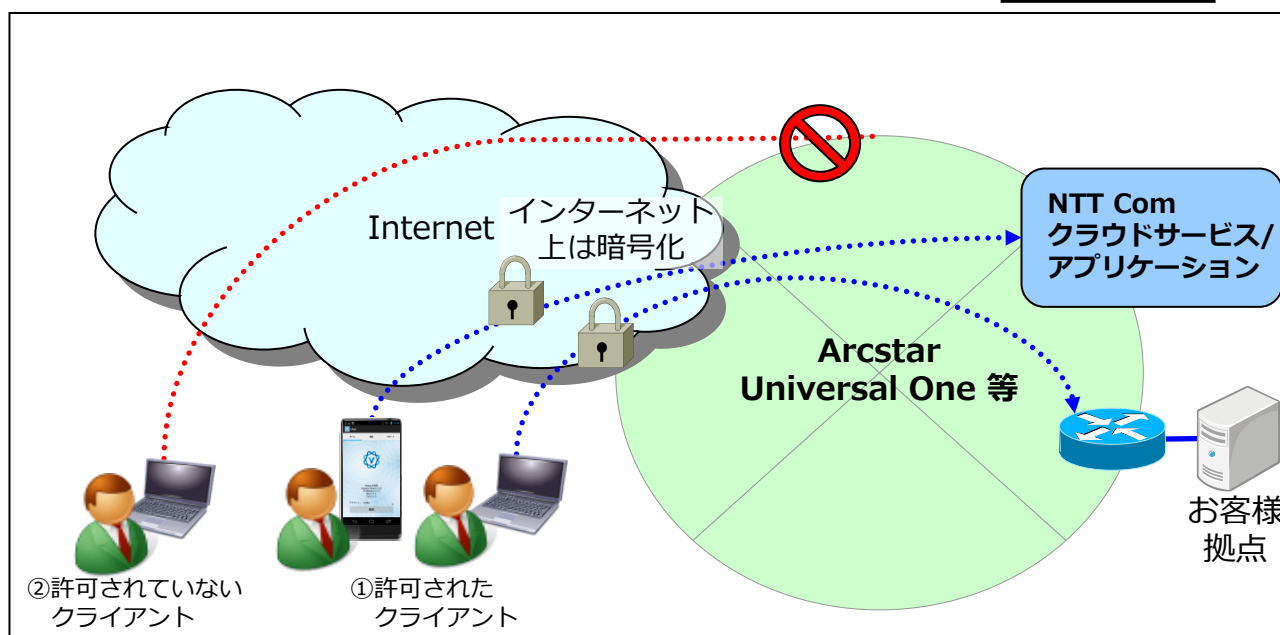 Internet
インターネット
上は暗号化
NTT Com
クラウドサービス/
アプリケーション
Arcstar
Universal One 等
お客様
拠点
②許可されていない
クライアント
①許可された
クライアント